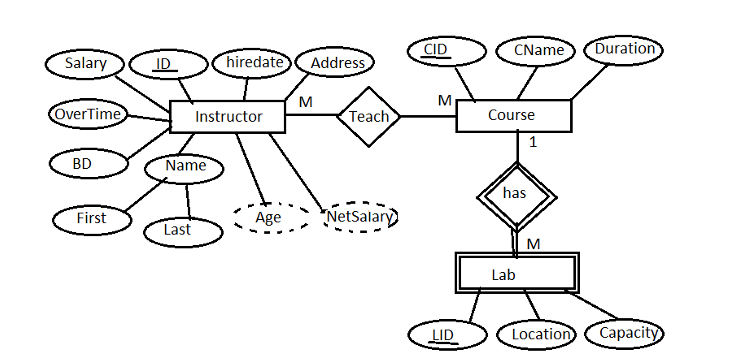 Salary
ID
hiredate
Address
CID
CName
Duration
OverTime
Instructor
M
Teach
M
Course
1
BD
Name
has
First
Last
Age
NetSalary
M
Lab
LID
Location
Capacity